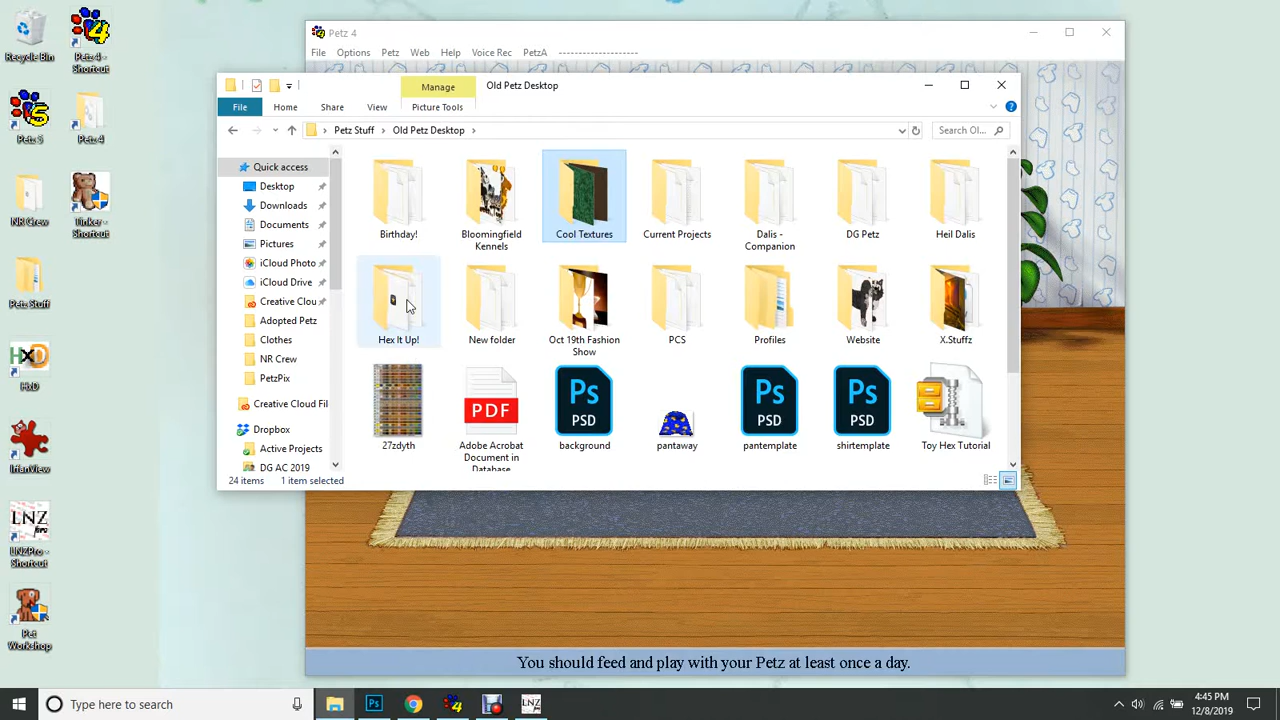 Recycle Bin
Petz 4 -
Shortcut
Petz 5
Petz 4
NR Crew
Tinker -
Shortcut
Petz Stuff
HxD
IrfanView
LNZ
pro
LNZPro -
Shortcut
Pet
Workshop
Petz 4
File Options Petz Web Help Voice Rec PetzA --------------------
Manage Old Petz Desktop
File Home Share View Picture Tools
Petz Stuff Old Petz Desktop Search Ol...
Quick access
Desktop
Downloads
Documents
Pictures
iCloud Photo
iCloud Drive
Creative Clou
Adopted Petz
Clothes
NR Crew
PetzPix
Creative Cloud Fil
Dropbox
Active Projects
DG AC 2019
Birthday!
Bloomingfield
Kennels
Cool Textures
Current Projects
Dalis -
Companion
DG Petz
Heil Dalis
Hex It Up!
New folder
Oct 19th Fashion
Show
PCS
Profiles
Website
X.Stuffz
27zdyth
PDF
Adobe Acrobat
Document in
Database
Ps
PSD
background
pantaway
Ps
PSD
pantemplate
Ps
PSD
shirtemplate
Toy Hex Tutorial
24 items 1 item selected
You should feed and play with your Petz at least once a day.
Type here to search
Ps
LNZ
4:45 PM
12/8/2019